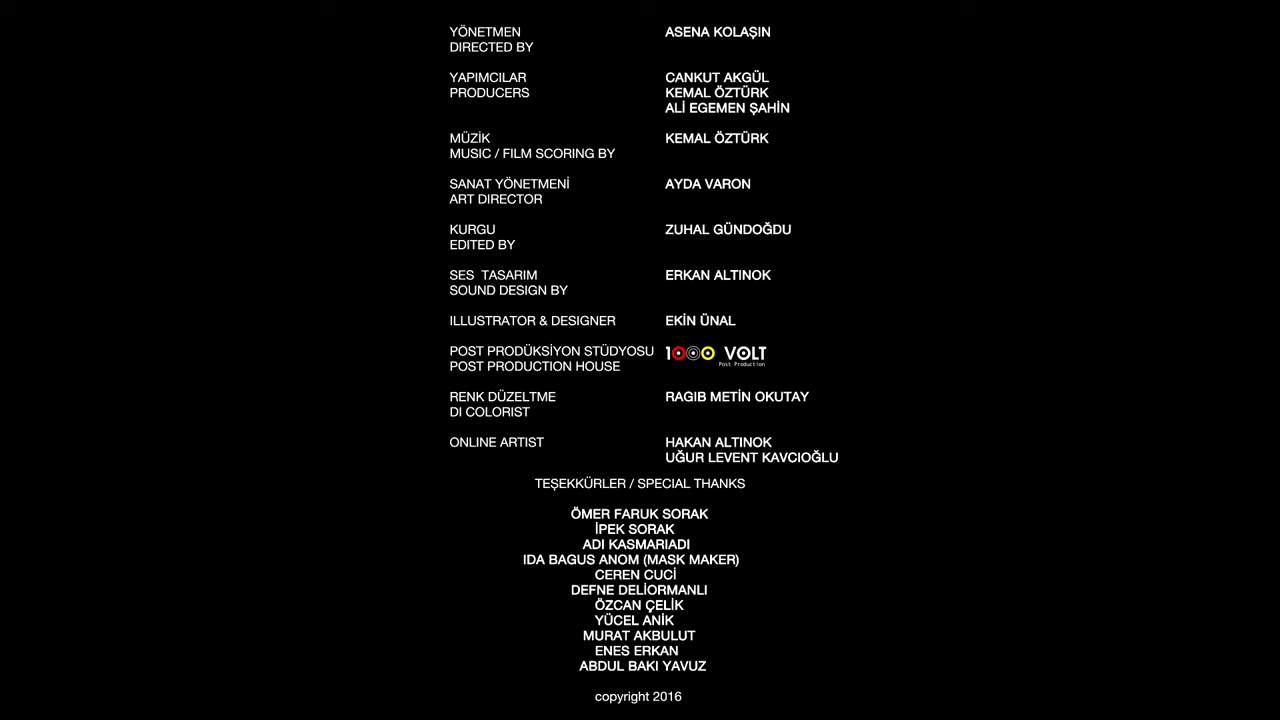 YÖNETMEN ASENA KOLAŞIN
DIRECTED BY
YAPIMCILAR CANKUT AKGÜL
PRODUCERS KEMAL ÖZTÜRK
ALİ EGEMEN ŞAHİN
MÜZİK KEMAL ÖZTÜRK
MUSIC / FILM SCORING BY
SANAT YÖNETMENİ AYDA VARON
ART DIRECTOR
KURGU ZUHAL GÜNDOĞDU
EDITED BY
SES  TASARIM ERKAN ALTINOK
SOUND DESIGN BY
ILLUSTRATOR & DESIGNER EKİN ÜNAL
POST PRODÜKSİYON STÜDYOSU 1000 VOLT
POST PRODUCTION HOUSE Post Production
RENK DÜZELTME RAGIB METİN OKUTAY
DI COLORIST
ONLINE ARTIST HAKAN ALTINOK
UĞUR LEVENT KAVCIOĞLU
TEŞEKKÜRLER / SPECIAL THANKS
ÖMER FARUK SORAK
İPEK SORAK
ADI KASMARIADI
IDA BAGUS ANOM (MASK MAKER)
CEREN CUCİ
DEFNE DELİORMANLI
ÖZCAN ÇELİK
YÜCEL ANİK
MURAT AKBULUT
ENES ERKAN
ABDUL BAKI YAVUZ
copyright 2016